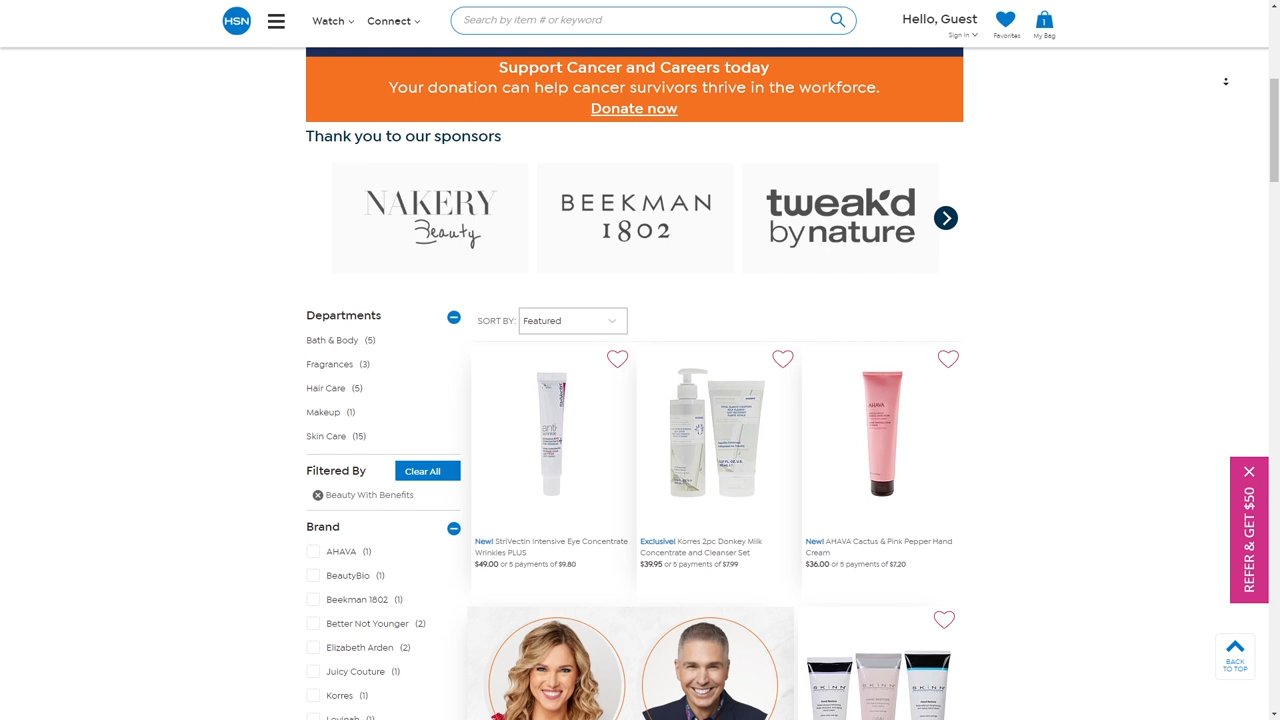 HSN
Watch
Connect
Search by item # or keyword
Hello, Guest
Sign In
Favorites
1
My Bag
Support Cancer and Careers today
Your donation can help cancer survivors thrive in the workforce.
Donate now
Thank you to our sponsors
NAKERY
Beauty
BEEKMAN
1802
tweak'd
by nature
Departments
Bath & Body (5)
Fragrances (3)
Hair Care (5)
Makeup (1)
Skin Care (15)
Filtered By
Clear All
Beauty With Benefits
Brand
AHAVA (1)
BeautyBio (1)
Beekman 1802 (1)
Better Not Younger (2)
Elizabeth Arden (2)
Juicy Couture (1)
Korres (1)
SORT BY: Featured
AHAVA
New! StriVectin Intensive Eye Concentrate
Wrinkles PLUS
$49.00 or 5 payments of $9.80
Exclusive! Korres 2pc Donkey Milk
Concentrate and Cleanser Set
$39.95 or 5 payments of $7.99
New! AHAVA Cactus & Pink Pepper Hand
Cream
$36.00 or 5 payments of $7.20
SKINN
SKINN
SKINN
REFER & GET $50
BACK
TO TOP